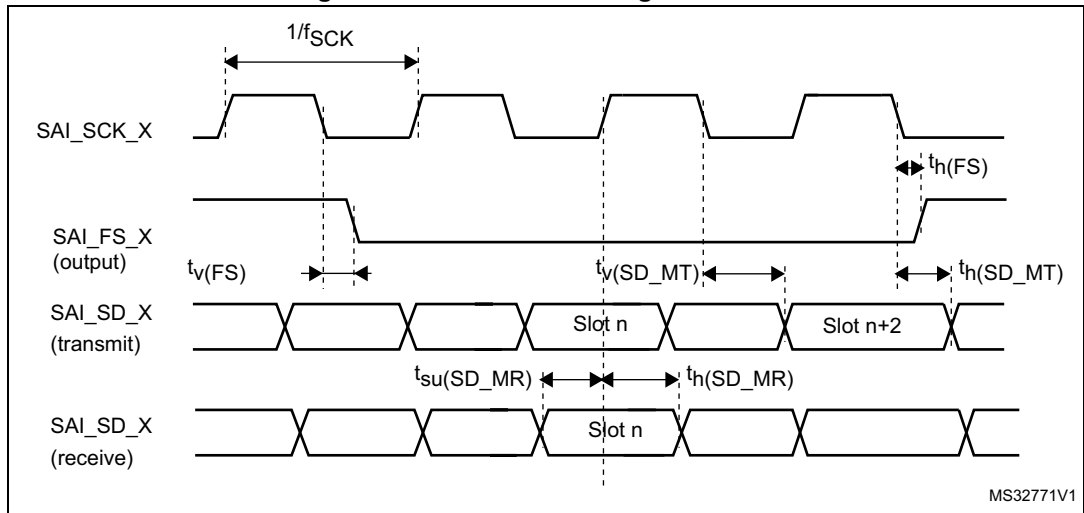 1/fSCK
SAI_SCK_X
th(FS)
SAI_FS_X
(output)
tv(FS)
tv(SD_MT)
th(SD_MT)
SAI_SD_X
(transmit)
Slot n
Slot n+2
tsu(SD_MR)
th(SD_MR)
SAI_SD_X
(receive)
Slot n
MS32771V1